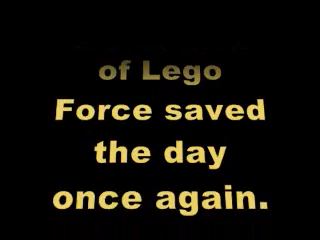 of Lego
Force saved
the day
once again.